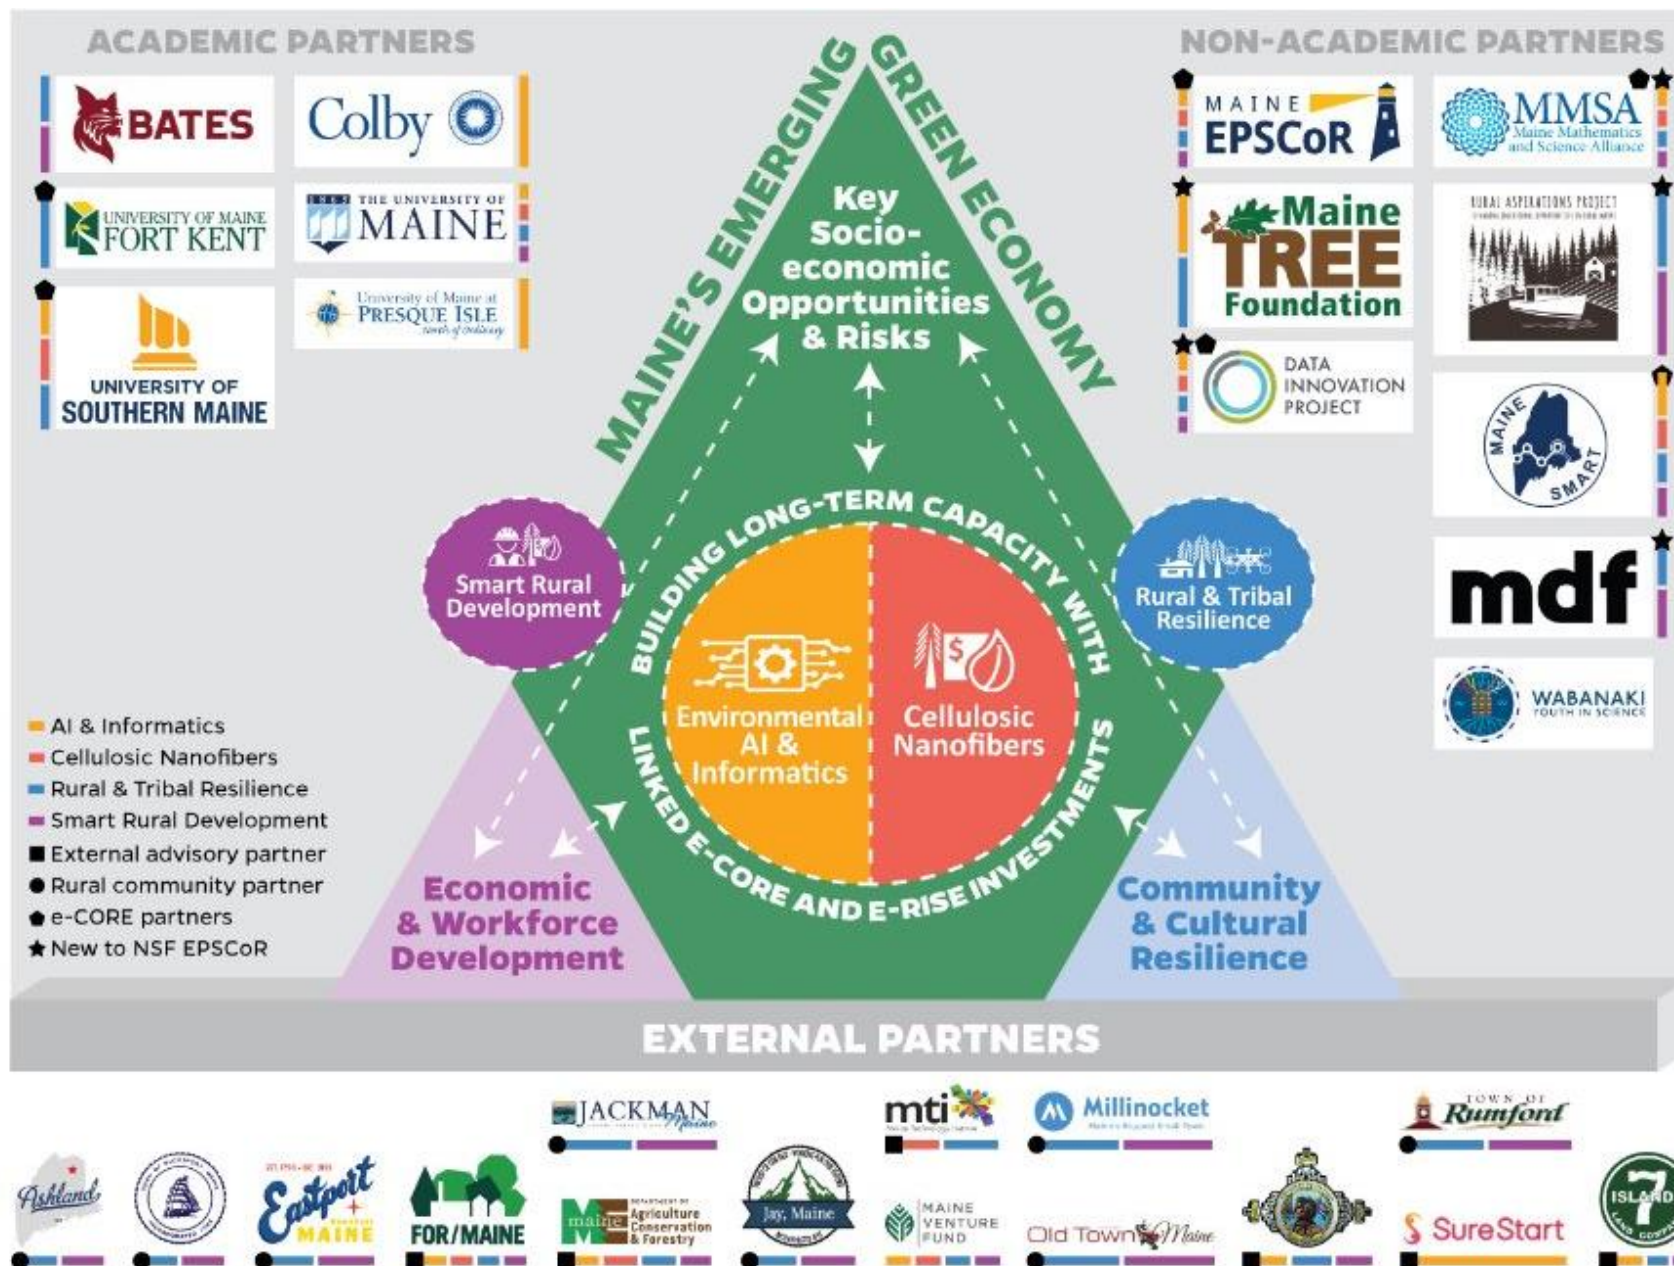 ACADEMIC PARTNERS
BATES
Colby
UNIVERSITY OF MAINE
FORT KENT
1865 THE UNIVERSITY OF
MAINE
University of Maine at
PRESQUE ISLE
North of Ordinary
UNIVERSITY OF
SOUTHERN MAINE
MAINE'S EMERGING
GREEN ECONOMY
Key
Socio-
economic
Opportunities
& Risks
NON-ACADEMIC PARTNERS
MAINE
EPSCoR
MMSA
Maine Mathematics
and Science Alliance
Maine
TREE
Foundation
RURAL ASPIRATIONS PROJECT
DATA
INNOVATION
PROJECT
MAINE
SMART
mdf
WABANAKI
YOUTH IN SCIENCE
Smart Rural
Development
BUILDING LONG-TERM CAPACITY WITH
LINKED E-CORE AND E-RISE INVESTMENTS
Environmental
AI &
Informatics
$
Cellulosic
Nanofibers
Rural & Tribal
Resilience
AI & Informatics
Cellulosic Nanofibers
Rural & Tribal Resilience
Smart Rural Development
External advisory partner
Rural community partner
e-CORE partners
New to NSF EPSCoR
Economic
& Workforce
Development
Community
& Cultural
Resilience
EXTERNAL PARTNERS
JACKMAN
Maine
mti
Millinocket
TOWN OF
Rumford
Ashland
Eastport
MAINE
FOR/MAINE
maine
Agriculture
Conservation
& Forestry
Jay, Maine
MAINE
VENTURE
FUND
Old Town Maine
SureStart
7
ISLAND